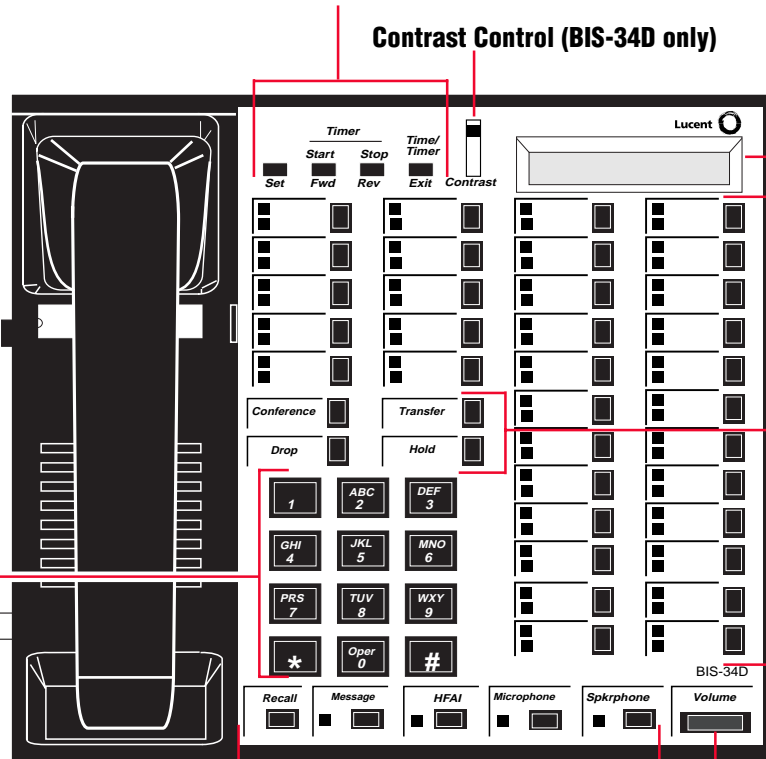 Contrast Control (BIS-34D only)
Lucent
Timer
Time/
Timer
Start Stop
Set Fwd Rev Exit Contrast
Conference Transfer
Drop Hold
1 ABC DEF
2 3
GHI JKL MNO
4 5 6
PRS TUV WXY
7 8 9
* Oper #
0
BIS-34D
Recall Message HFAI Microphone Spkrphone Volume